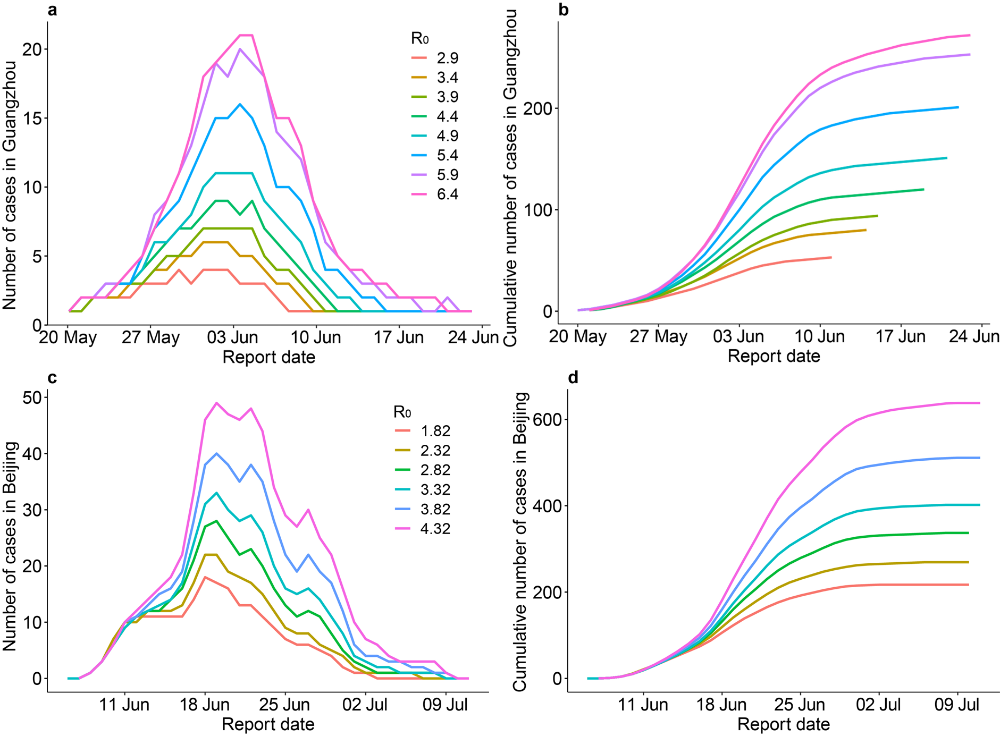 a
Number of cases in Guangzhou
20
15
10
5
0
20 May 27 May 03 Jun 10 Jun 17 Jun 24 Jun
Report date
R0
2.9
3.4
3.9
4.4
4.9
5.4
5.9
6.4
b
Cumulative number of cases in Guangzhou
200
100
0
20 May 27 May 03 Jun 10 Jun 17 Jun 24 Jun
Report date
c
Number of cases in Beijing
50
40
30
20
10
0
11 Jun 18 Jun 25 Jun 02 Jul 09 Jul
Report date
R0
1.82
2.32
2.82
3.32
3.82
4.32
d
Cumulative number of cases in Beijing
600
400
200
0
11 Jun 18 Jun 25 Jun 02 Jul 09 Jul
Report date